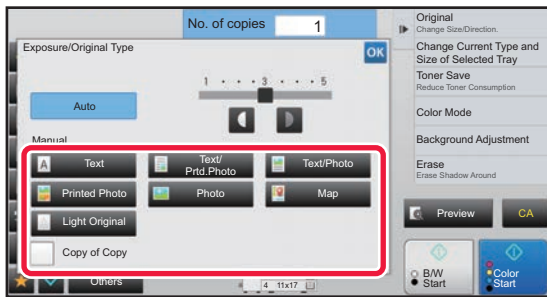 No. of copies
1
Original
Change Size/Direction.
Exposure/Original Type
OK
Change Current Type and
Size of Selected Tray
1 • • • 3 • • • 5
Toner Save
Reduce Toner Consumption
Auto
Color Mode
Manual
Background Adjustment
A Text
Text/
Prtd.Photo
Text/Photo
Erase
Erase Shadow Around
Printed Photo
Photo
Map
Light Original
Preview
CA
Copy of Copy
Others
4 11x17
B/W
Start
Color
Start